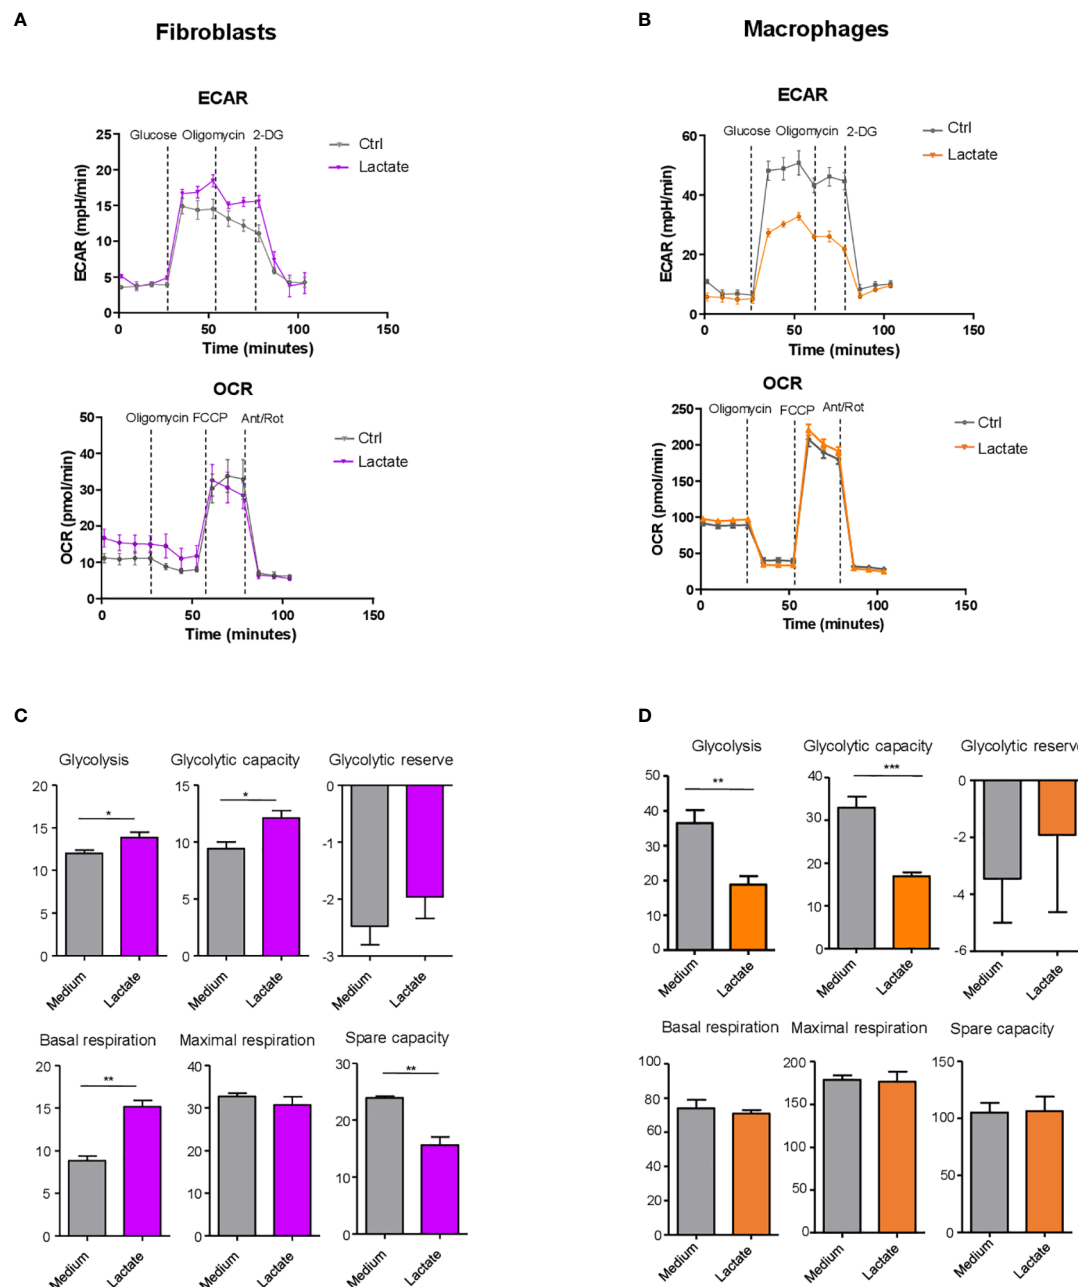 A
Fibroblasts
ECAR
Glucose Oligomycin 2-DG
25
20
15
10
5
0
ECAR (mpH/min)
0 50 100 150
Time (minutes)
Ctrl
Lactate
OCR
Oligomycin FCCP Ant/Rot
50
40
30
20
10
0
OCR (pmol/min)
0 50 100 150
Time (minutes)
Ctrl
Lactate
B
Macrophages
ECAR
Glucose Oligomycin 2-DG
60
40
20
0
ECAR (mpH/min)
0 50 100 150
Time (minutes)
Ctrl
Lactate
OCR
Oligomycin FCCP Ant/Rot
250
200
150
100
50
0
OCR (pmol/min)
0 50 100 150
Time (minutes)
Ctrl
Lactate
C
Glycolysis
20
15
10
5
0
*
Medium Lactate
Glycolytic capacity
15
10
5
0
*
Medium Lactate
Glycolytic reserve
0
-1
-2
-3
Medium Lactate
Basal respiration
20
15
10
5
0
**
Medium Lactate
Maximal respiration
40
30
20
10
0
Medium Lactate
Spare capacity
30
20
10
0
**
Medium Lactate
D
Glycolysis
50
40
30
20
10
0
**
Medium Lactate
Glycolytic capacity
40
30
20
10
0
***
Medium Lactate
Glycolytic reserve
0
-2
-4
-6
Medium Lactate
Basal respiration
100
80
60
40
20
0
Medium Lactate
Maximal respiration
200
150
100
50
0
Medium Lactate
Spare capacity
150
100
50
0
Medium Lactate